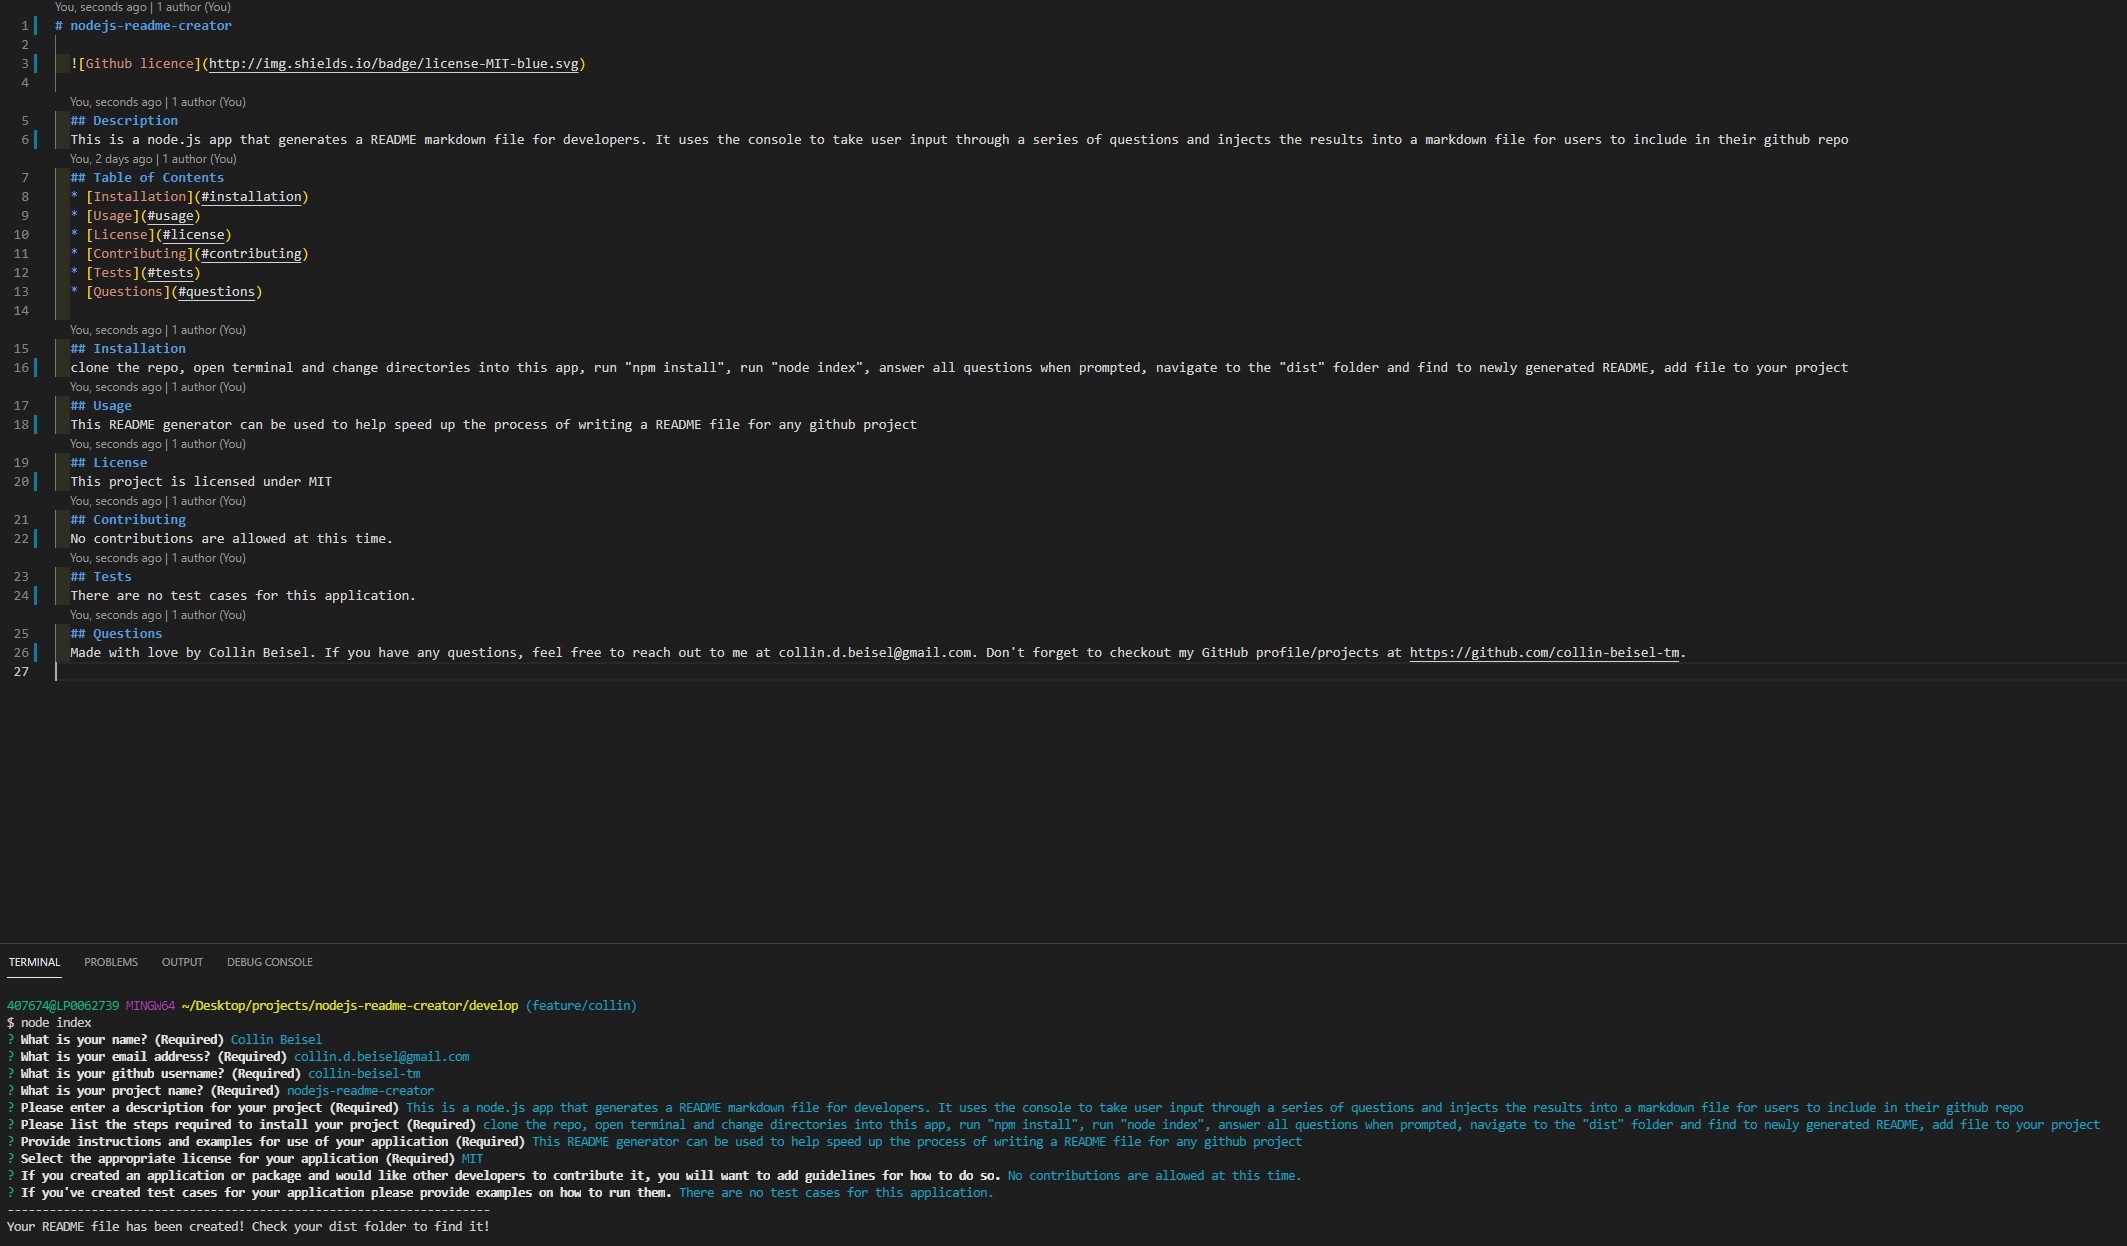 You, seconds ago | 1 author (You)
1 # nodejs-readme-creator
2
3 ![Github licence](http://img.shields.io/badge/license-MIT-blue.svg)
4
You, seconds ago | 1 author (You)
5 ## Description
6 This is a node.js app that generates a README markdown file for developers. It uses the console to take user input through a series of questions and injects the results into a markdown file for users to include in their github repo
You, 2 days ago | 1 author (You)
7 ## Table of Contents
8 * [Installation](#installation)
9 * [Usage](#usage)
10 * [License](#license)
11 * [Contributing](#contributing)
12 * [Tests](#tests)
13 * [Questions](#questions)
14
You, seconds ago | 1 author (You)
15 ## Installation
16 clone the repo, open terminal and change directories into this app, run "npm install", run "node index", answer all questions when prompted, navigate to the "dist" folder and find to newly generated README, add file to your project
You, seconds ago | 1 author (You)
17 ## Usage
18 This README generator can be used to help speed up the process of writing a README file for any github project
You, seconds ago | 1 author (You)
19 ## License
20 This project is licensed under MIT
You, seconds ago | 1 author (You)
21 ## Contributing
22 No contributions are allowed at this time.
You, seconds ago | 1 author (You)
23 ## Tests
24 There are no test cases for this application.
You, seconds ago | 1 author (You)
25 ## Questions
26 Made with love by Collin Beisel. If you have any questions, feel free to reach out to me at collin.d.beisel@gmail.com. Don't forget to checkout my GitHub profile/projects at https://github.com/collin-beisel-tm.
27
TERMINAL PROBLEMS OUTPUT DEBUG CONSOLE
407674@LP0062739 MINGW64 ~/Desktop/projects/nodejs-readme-creator/develop (feature/collin)
$ node index
? What is your name? (Required) Collin Beisel
? What is your email address? (Required) collin.d.beisel@gmail.com
? What is your github username? (Required) collin-beisel-tm
? What is your project name? (Required) nodejs-readme-creator
? Please enter a description for your project (Required) This is a node.js app that generates a README markdown file for developers. It uses the console to take user input through a series of questions and injects the results into a markdown file for users to include in their github repo
? Please list the steps required to install your project (Required) clone the repo, open terminal and change directories into this app, run "npm install", run "node index", answer all questions when prompted, navigate to the "dist" folder and find to newly generated README, add file to your project
? Provide instructions and examples for use of your application (Required) This README generator can be used to help speed up the process of writing a README file for any github project
? Select the appropriate license for your application (Required) MIT
? If you created an application or package and would like other developers to contribute it, you will want to add guidelines for how to do so. No contributions are allowed at this time.
? If you've created test cases for your application please provide examples on how to run them. There are no test cases for this application.
---------------------------------------------------------------------
Your README file has been created! Check your dist folder to find it!